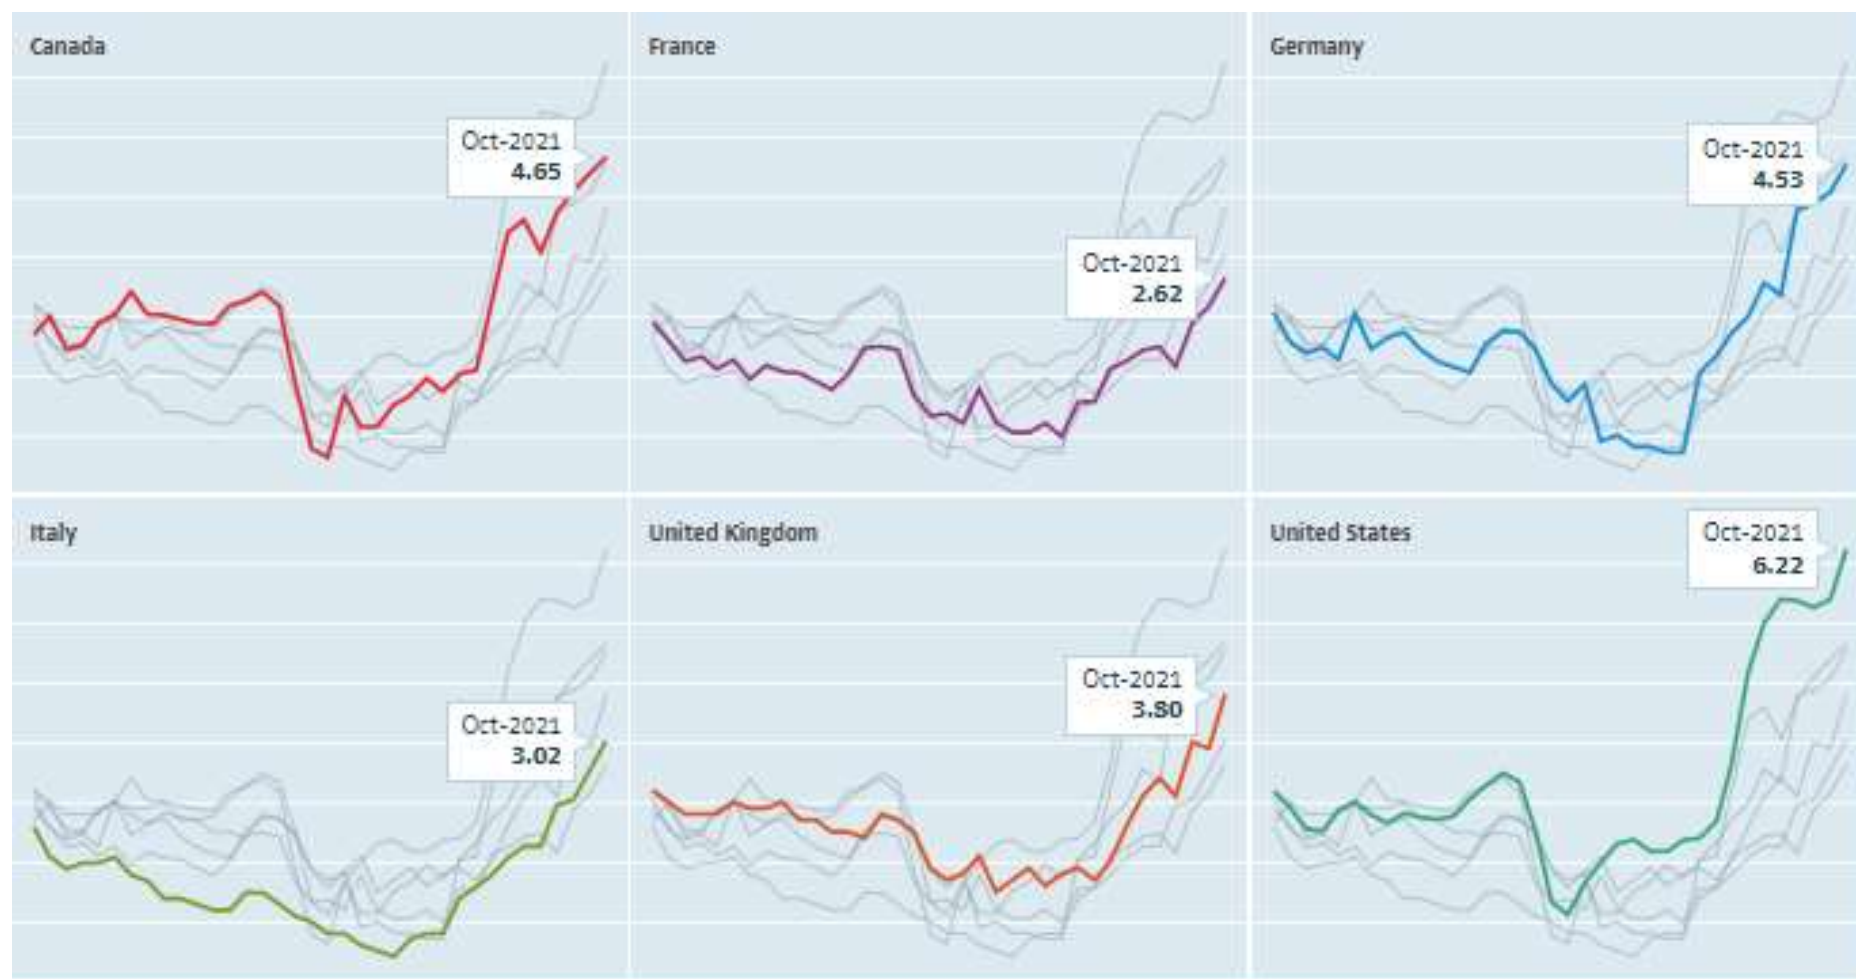 Canada
Oct-2021
4.65
France
Oct-2021
2.62
Germany
Oct-2021
4.53
Italy
Oct-2021
3.02
United Kingdom
Oct-2021
3.80
United States
Oct-2021
6.22